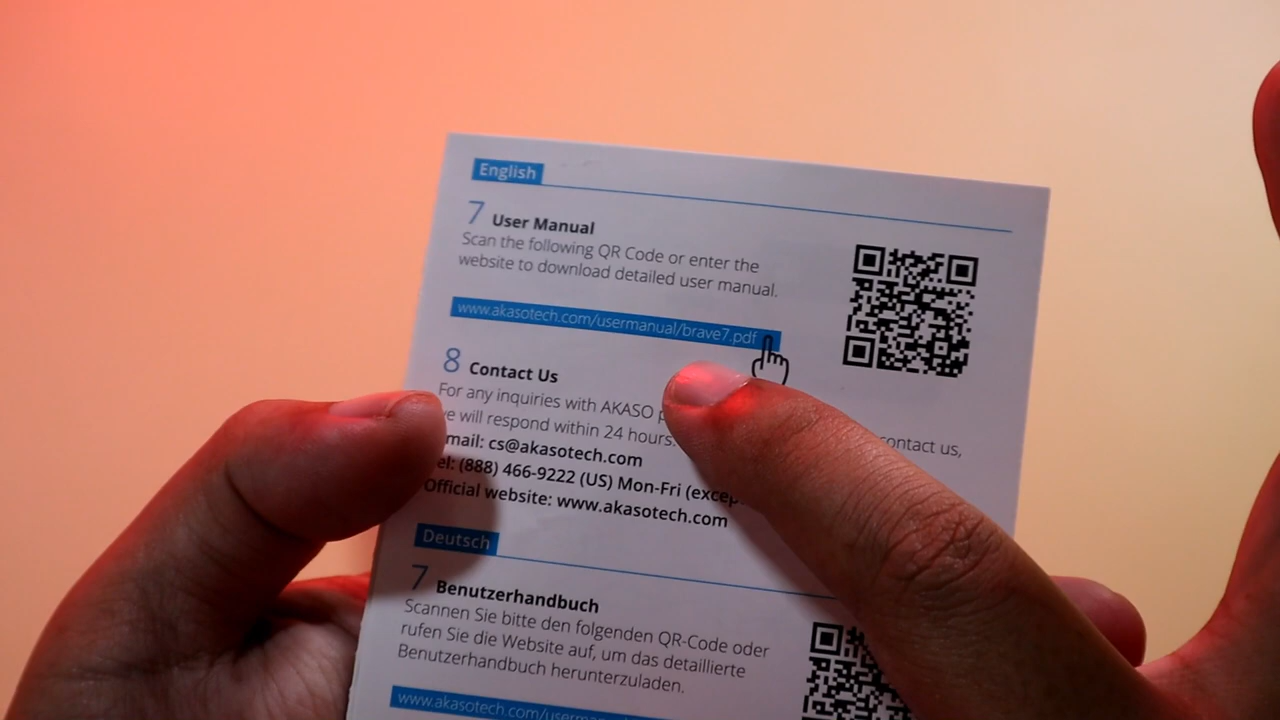 English
7 User Manual
Scan the following QR Code or enter the
website to download detailed user manual.
www.akasotech.com/usermanual/brave7.pdf
8 Contact Us
For any inquiries with AKASO contact us,
we will respond within 24 hours.
Email: cs@akasotech.com
Tel: (888) 466-9222 (US) Mon-Fri (except
Official website: www.akasotech.com
Deutsch
7 Benutzerhandbuch
Scannen Sie bitte den folgenden QR-Code oder
rufen Sie die Website auf, um das detaillierte
Benutzerhandbuch herunterzuladen.
www.akasotech.com/userm